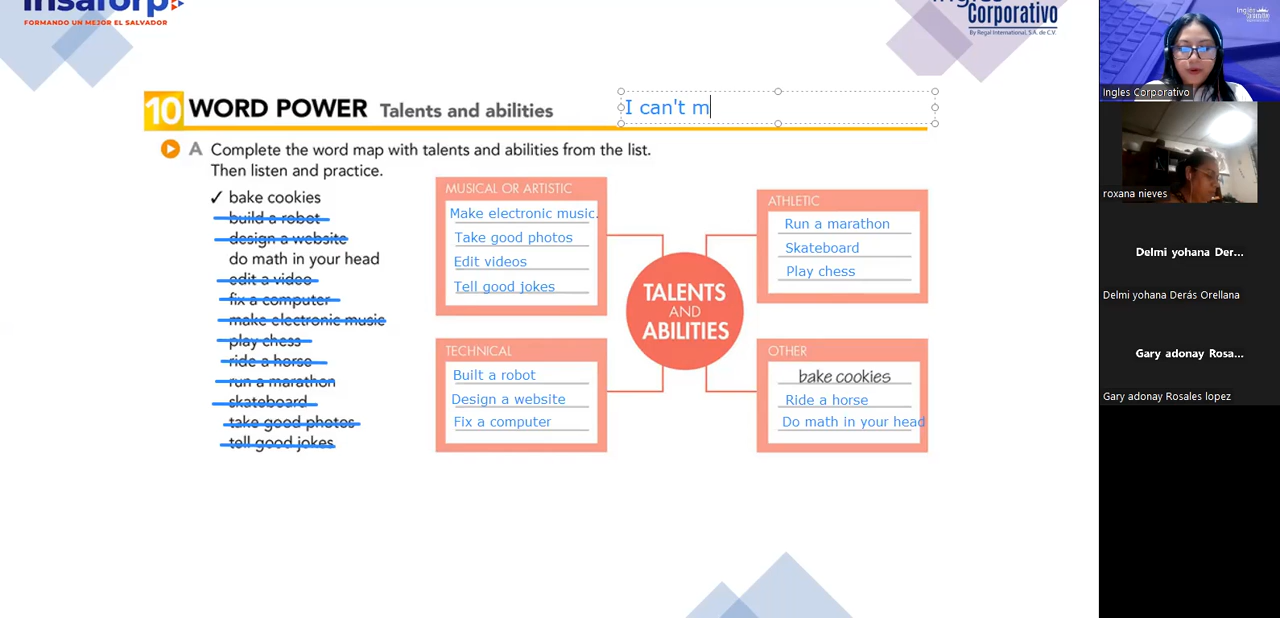 insaforp
FORMANDO UN MEJOR EL SALVADOR
Corporativo
By Regal International, S.A. de C.V.
10 WORD POWER Talents and abilities
I can't m
A Complete the word map with talents and abilities from the list.
Then listen and practice.
✓ bake cookies
build a robot
design a website
do math in your head
edit a video
fix a computer
make electronic music
play chess
ride a horse
run a marathon
skateboard
take good photos
tell good jokes
MUSICAL OR ARTISTIC
Make electronic music.
Take good photos
Edit videos
Tell good jokes
ATHLETIC
Run a marathon
Skateboard
Play chess
TALENTS
AND
ABILITIES
TECHNICAL
Built a robot
Design a website
Fix a computer
OTHER
bake cookies
Ride a horse
Do math in your head
Ingles Corporativo
roxana nieves
Delmi yohana Der...
Delmi yohana Derás Orellana
Gary adonay Rosa...
Gary adonay Rosales lopez